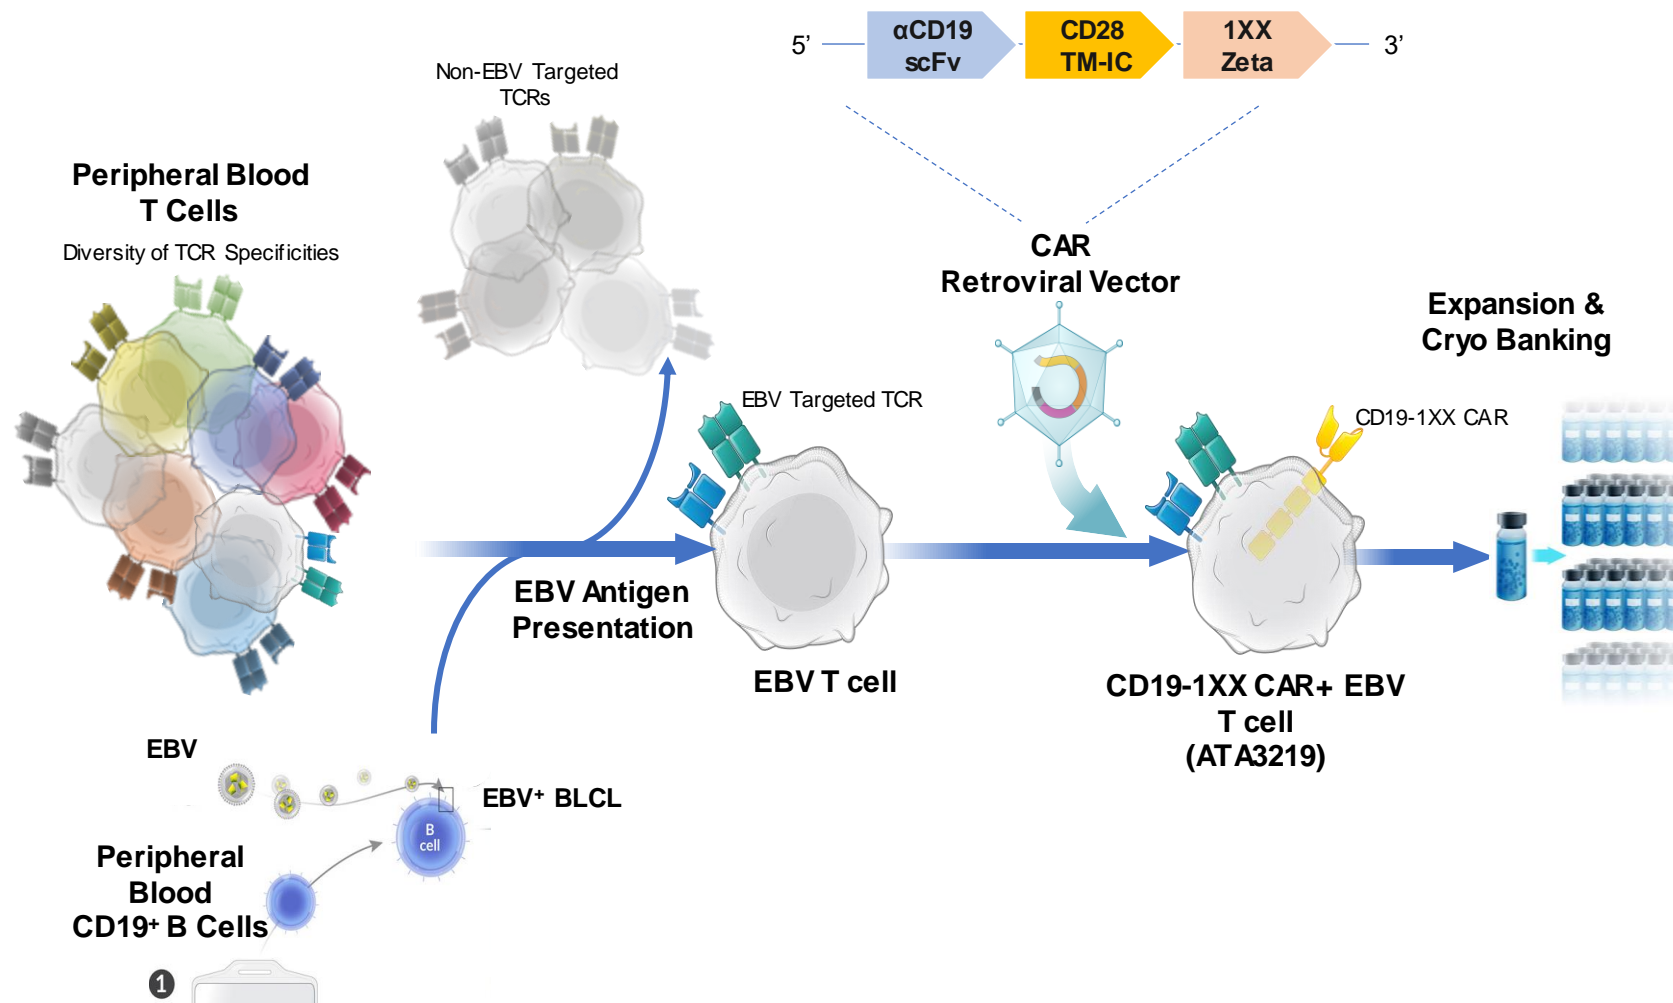 5’
αCD19
scFv
CD28
TM-IC
1XX
Zeta
3’
Non-EBV Targeted
TCRs
Peripheral Blood
T Cells
Diversity of TCR Specificities
CAR
Retroviral Vector
Expansion &
Cryo Banking
EBV Targeted TCR
CD19-1XX CAR
EBV Antigen
Presentation
EBV T cell
CD19-1XX CAR+ EBV
T cell
(ATA3219)
EBV
EBV⁺ BLCL
B
cell
Peripheral
Blood
CD19⁺ B Cells
1